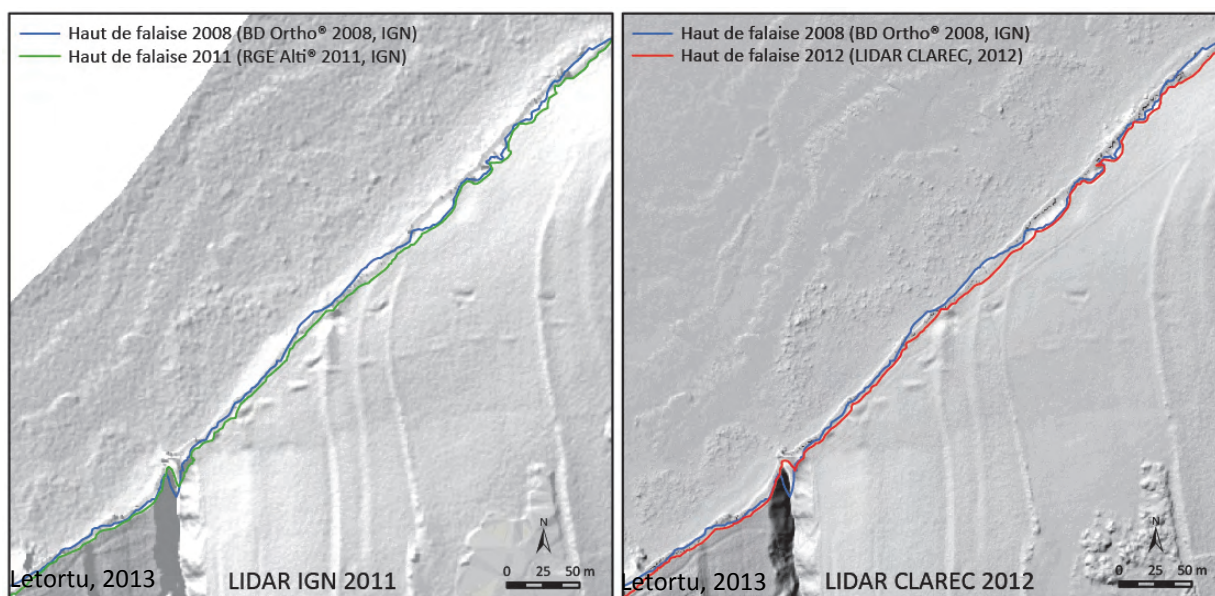 Haut de falaise 2008 (BD Ortho® 2008, IGN)
Haut de falaise 2011 (RGE Alti® 2011, IGN)
N
0 25 50 m
Letortu, 2013
LIDAR IGN 2011
Haut de falaise 2008 (BD Ortho® 2008, IGN)
Haut de falaise 2012 (LIDAR CLAREC, 2012)
N
0 25 50 m
Letortu, 2013
LIDAR CLAREC 2012